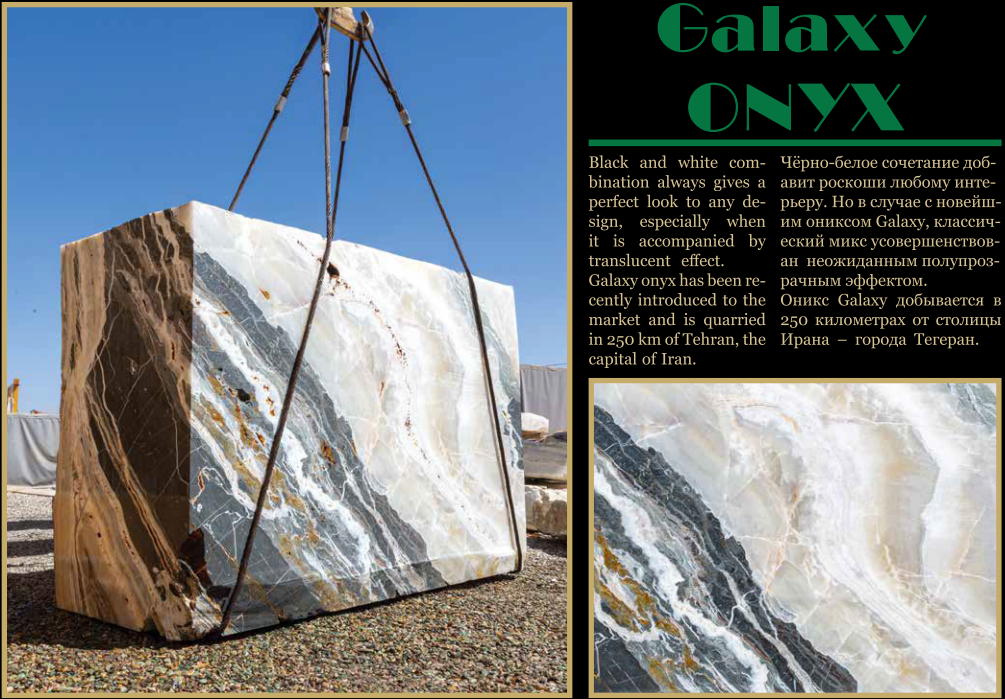 Galaxy
ONYX
Black and white com-
bination always gives a
perfect look to any de-
sign, especially when
it is accompanied by
translucent effect.
Galaxy onyx has been re-
cently introduced to the
market and is quarried
in 250 km of Tehran, the
capital of Iran.
Чёрно-белое сочетание доб-
авит роскоши любому инте-
рьеру. Но в случае с новейш-
им ониксом Galaxy, классич-
еский микс усовершенствов-
ан неожиданным полупроз-
рачным эффектом.
Оникс Galaxy добывается в
250 километрах от столицы
Ирана – города Тегеран.